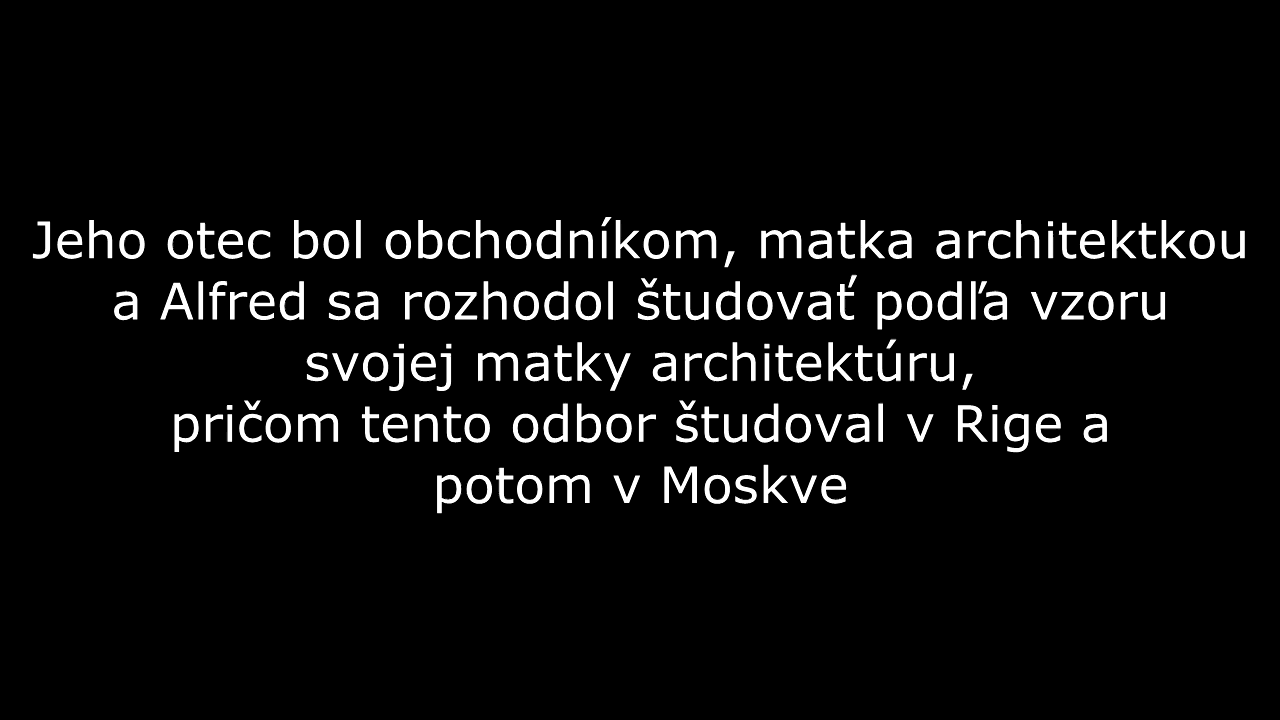 Jeho otec bol obchodníkom, matka architektkou
a Alfred sa rozhodol študovať podľa vzoru
svojej matky architektúru,
pričom tento odbor študoval v Rige a
potom v Moskve